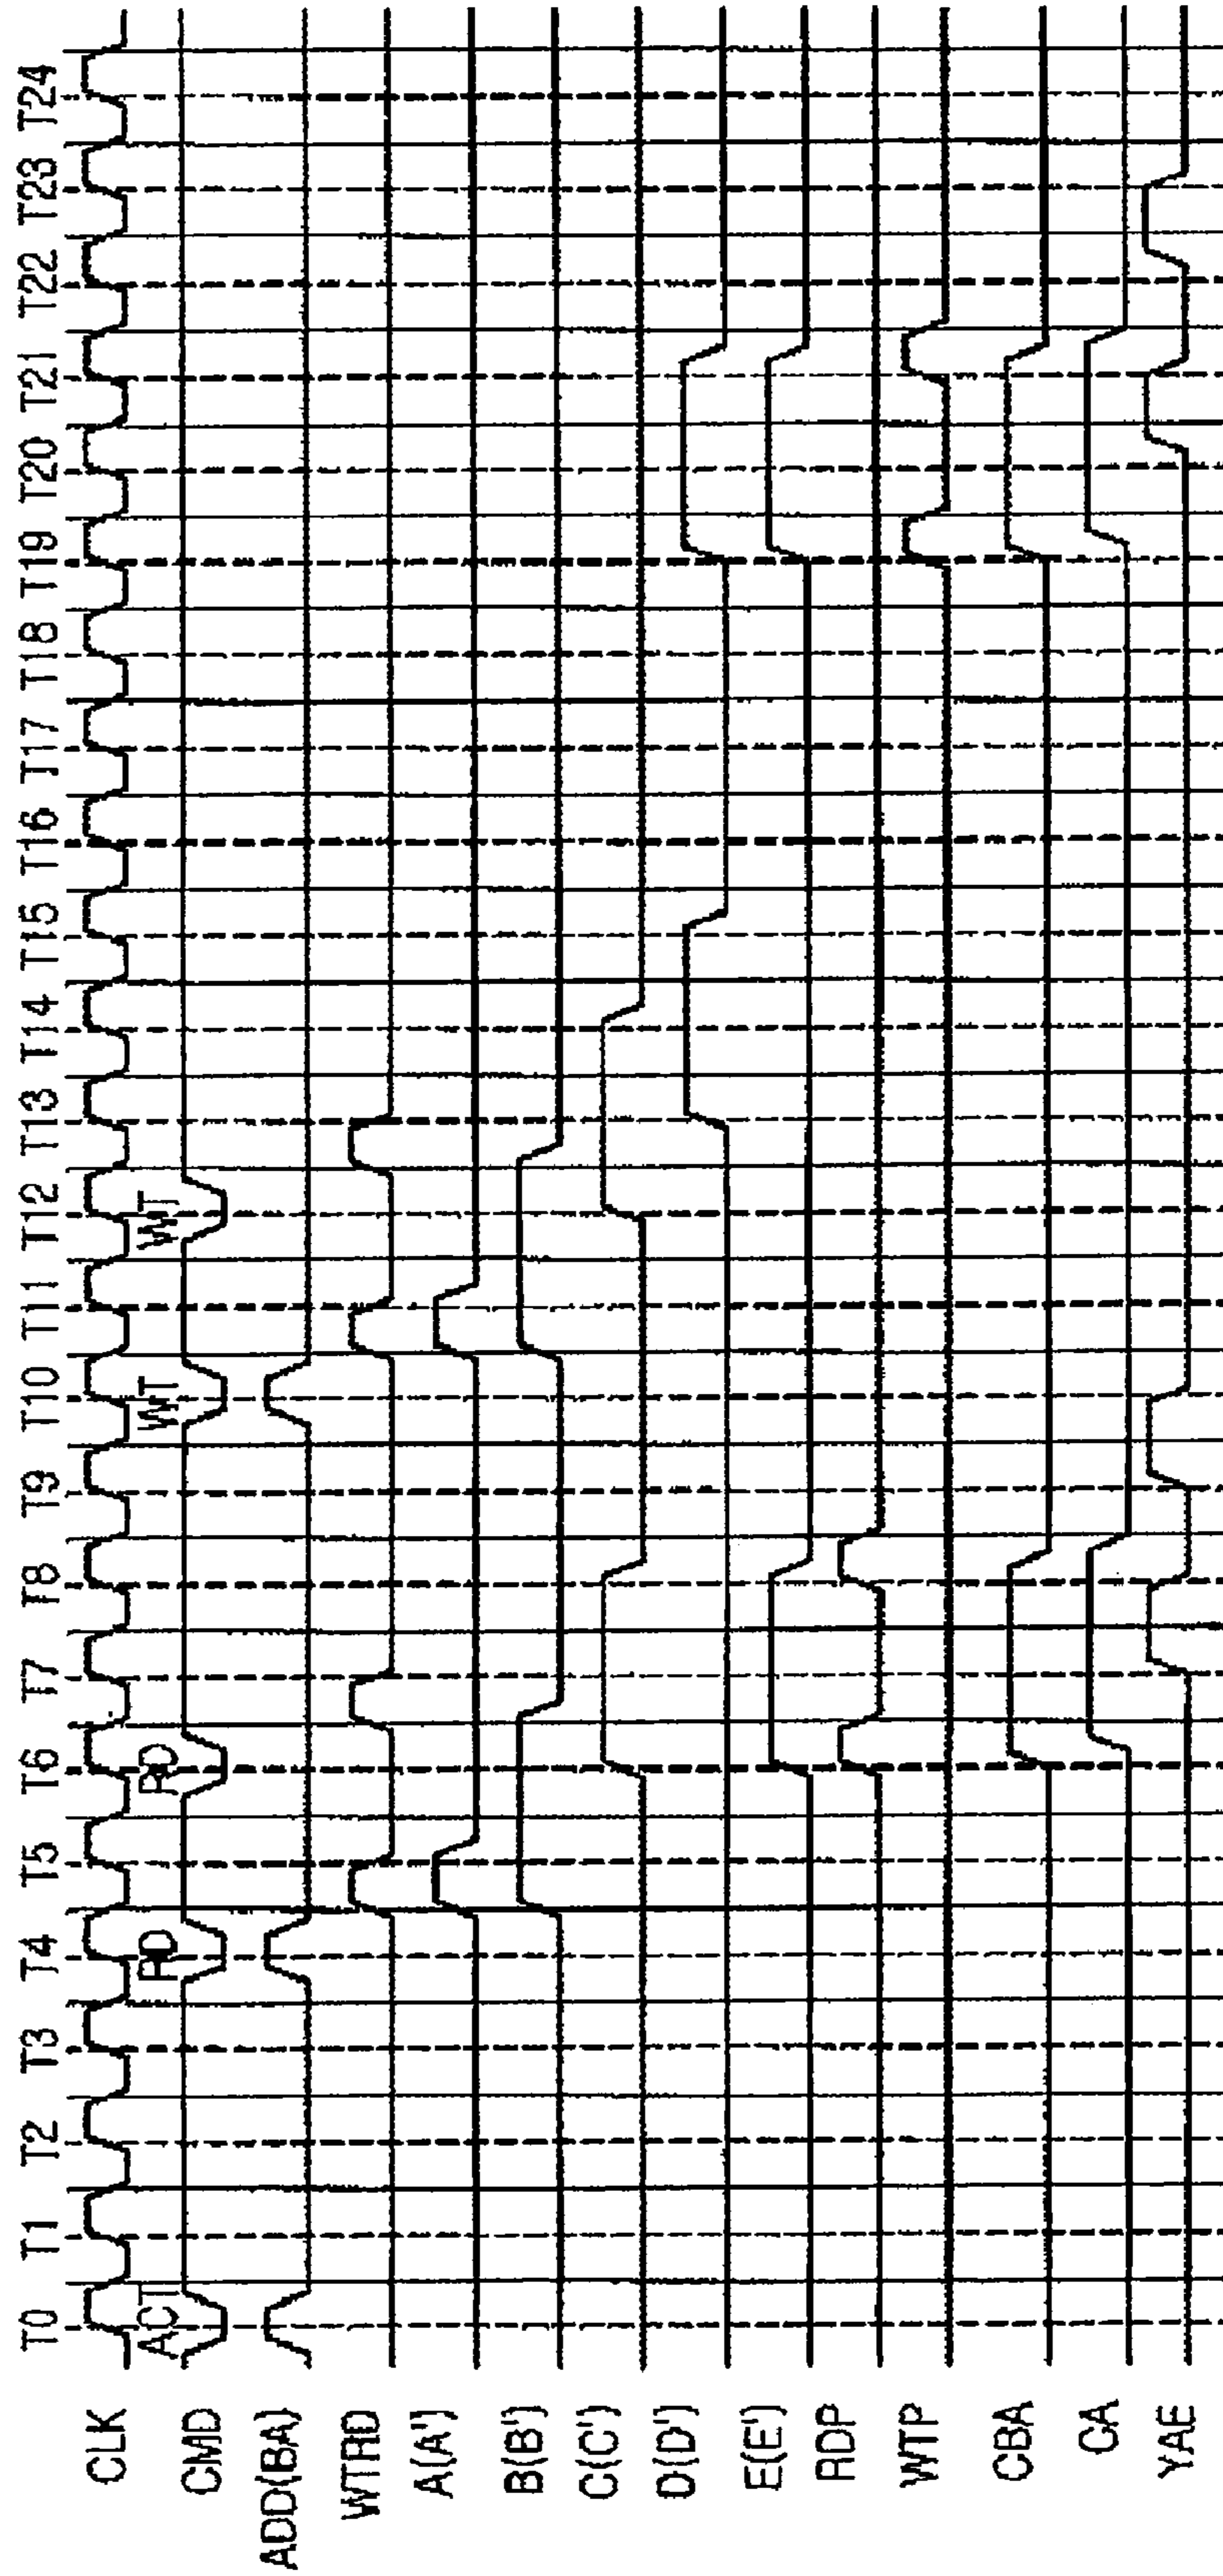 T0 T1 T2 T3 T4 T5 T6 T7 T8 T9 T10 T11 T12 T13 T14 T15 T16 T17 T18 T19 T20 T21 T22 T23 T24
CLK
CMD ACT RD RD WT WT
ADD(BA)
WTRD
A(A')
B(B')
C(C')
D(D')
E(E')
RDP
WTP
CBA
CA
YAE